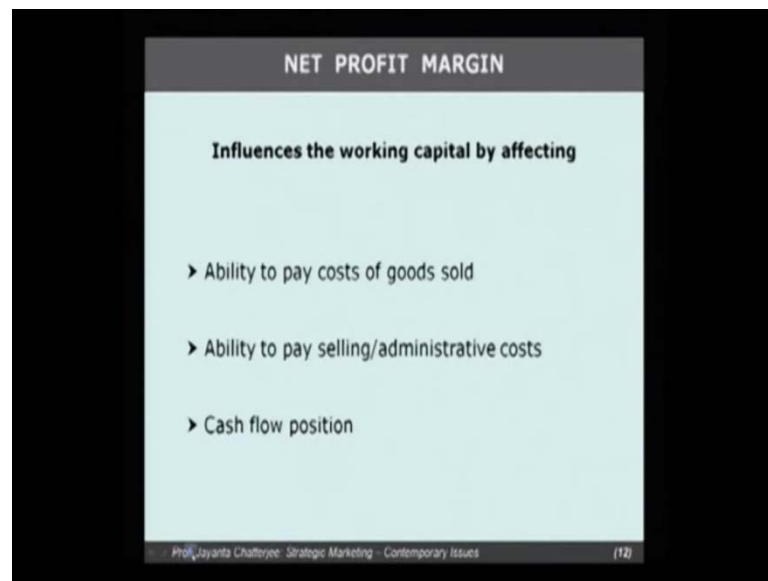 NET PROFIT MARGIN
Influences the working capital by affecting
➤ Ability to pay costs of goods sold
➤ Ability to pay selling/administrative costs
➤ Cash flow position
Prof. Jayanta Chatterjee: Strategic Marketing - Contemporary Issues (12)